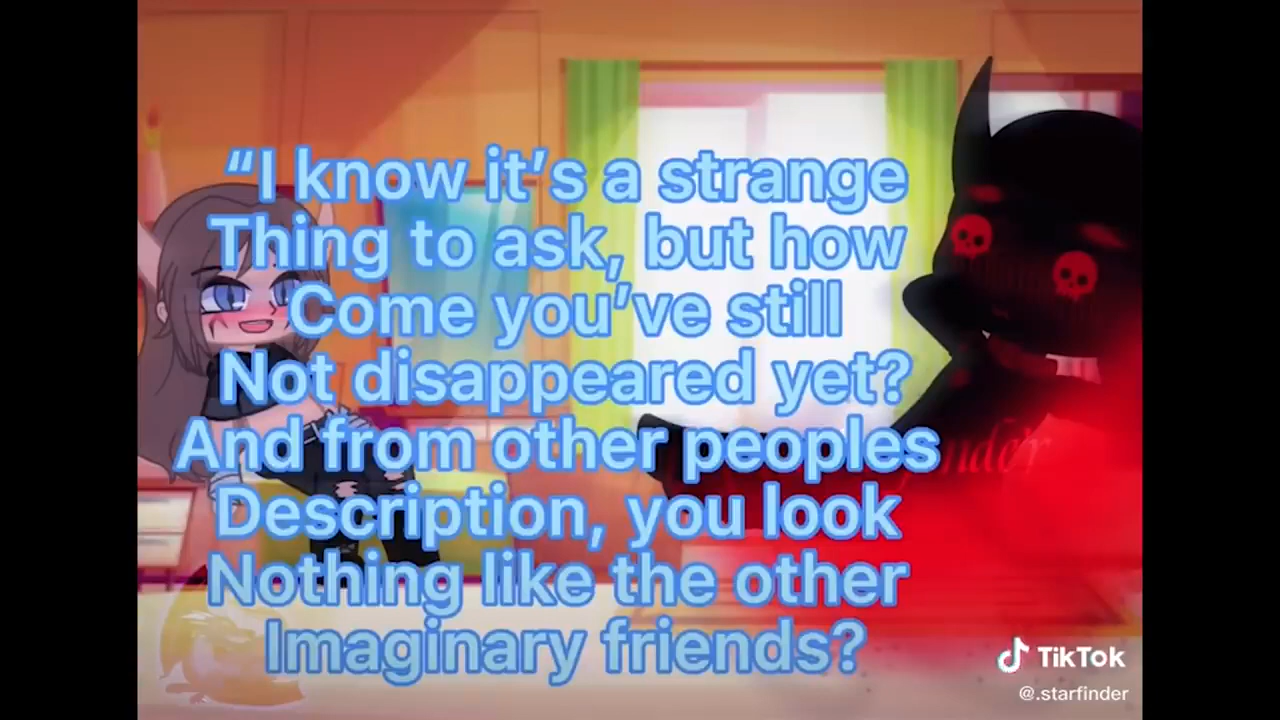 “I know it’s a strange
Thing to ask, but how
Come you’ve still
Not disappeared yet?
And from other peoples
Description, you look
Nothing like the other
Imaginary friends?
TikTok
@.starfinder